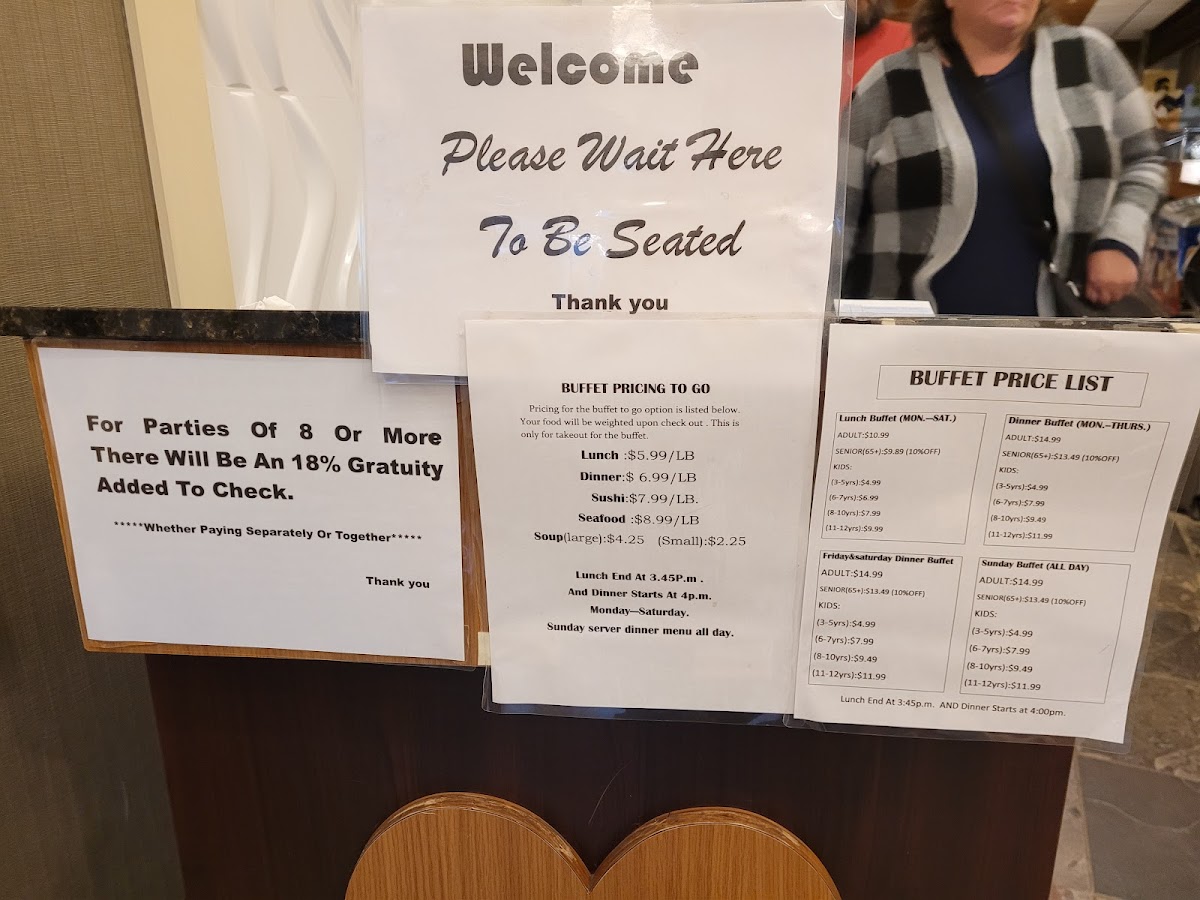 Welcome
Please Wait Here
To Be Seated
Thank you
For Parties Of 8 Or More
There Will Be An 18% Gratuity
Added To Check.
*****Whether Paying Separately Or Together*****
Thank you
BUFFET PRICING TO GO
Pricing for the buffet to go option is listed below.
Your food will be weighted upon check out . This is
only for takeout for the buffet.
Lunch :$5.99/LB
Dinner:$ 6.99/LB
Sushi:$7.99/LB.
Seafood :$8.99/LB
Soup(large):$4.25 (Small):$2.25
Lunch End At 3.45P.m .
And Dinner Starts At 4p.m.
Monday—Saturday.
Sunday server dinner menu all day.
BUFFET PRICE LIST
Lunch Buffet (MON.—SAT.)
ADULT:$10.99
SENIOR(65+):$9.89 (10%OFF)
KIDS:
(3-5yrs):$4.99
(6-7yrs):$6.99
(8-10yrs):$7.99
(11-12yrs):$9.99
Dinner Buffet (MON.—THURS.)
ADULT:$14.99
SENIOR(65+):$13.49 (10%OFF)
KIDS:
(3-5yrs):$4.99
(6-7yrs):$7.99
(8-10yrs):$9.49
(11-12yrs):$11.99
Friday&saturday Dinner Buffet
ADULT:$14.99
SENIOR(65+):$13.49 (10%OFF)
KIDS:
(3-5yrs):$4.99
(6-7yrs):$7.99
(8-10yrs):$9.49
(11-12yrs):$11.99
Sunday Buffet (ALL DAY)
ADULT:$14.99
SENIOR(65+):$13.49 (10%OFF)
KIDS:
(3-5yrs):$4.99
(6-7yrs):$7.99
(8-10yrs):$9.49
(11-12yrs):$11.99
Lunch End At 3:45p.m. AND Dinner Starts at 4:00pm.